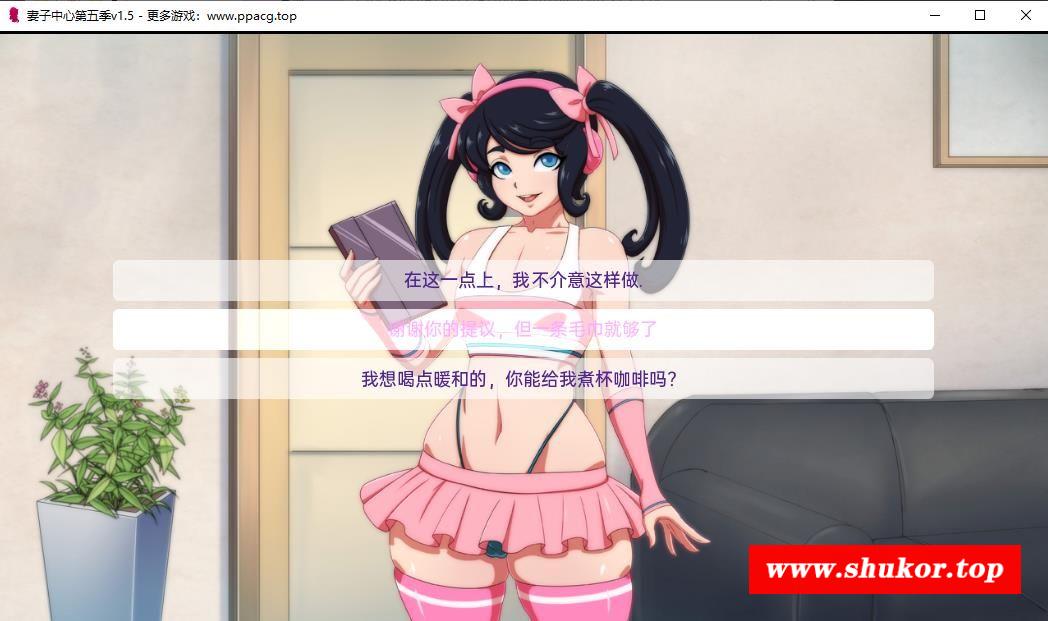 妻子中心第五季v1.5 - 更多游戏：www.ppacg.top
在这一点上，我不介意这样做.
谢谢你的提议，但一条毛巾就够了
我想喝点暖和的，你能给我煮杯咖啡吗？
www.shukor.top